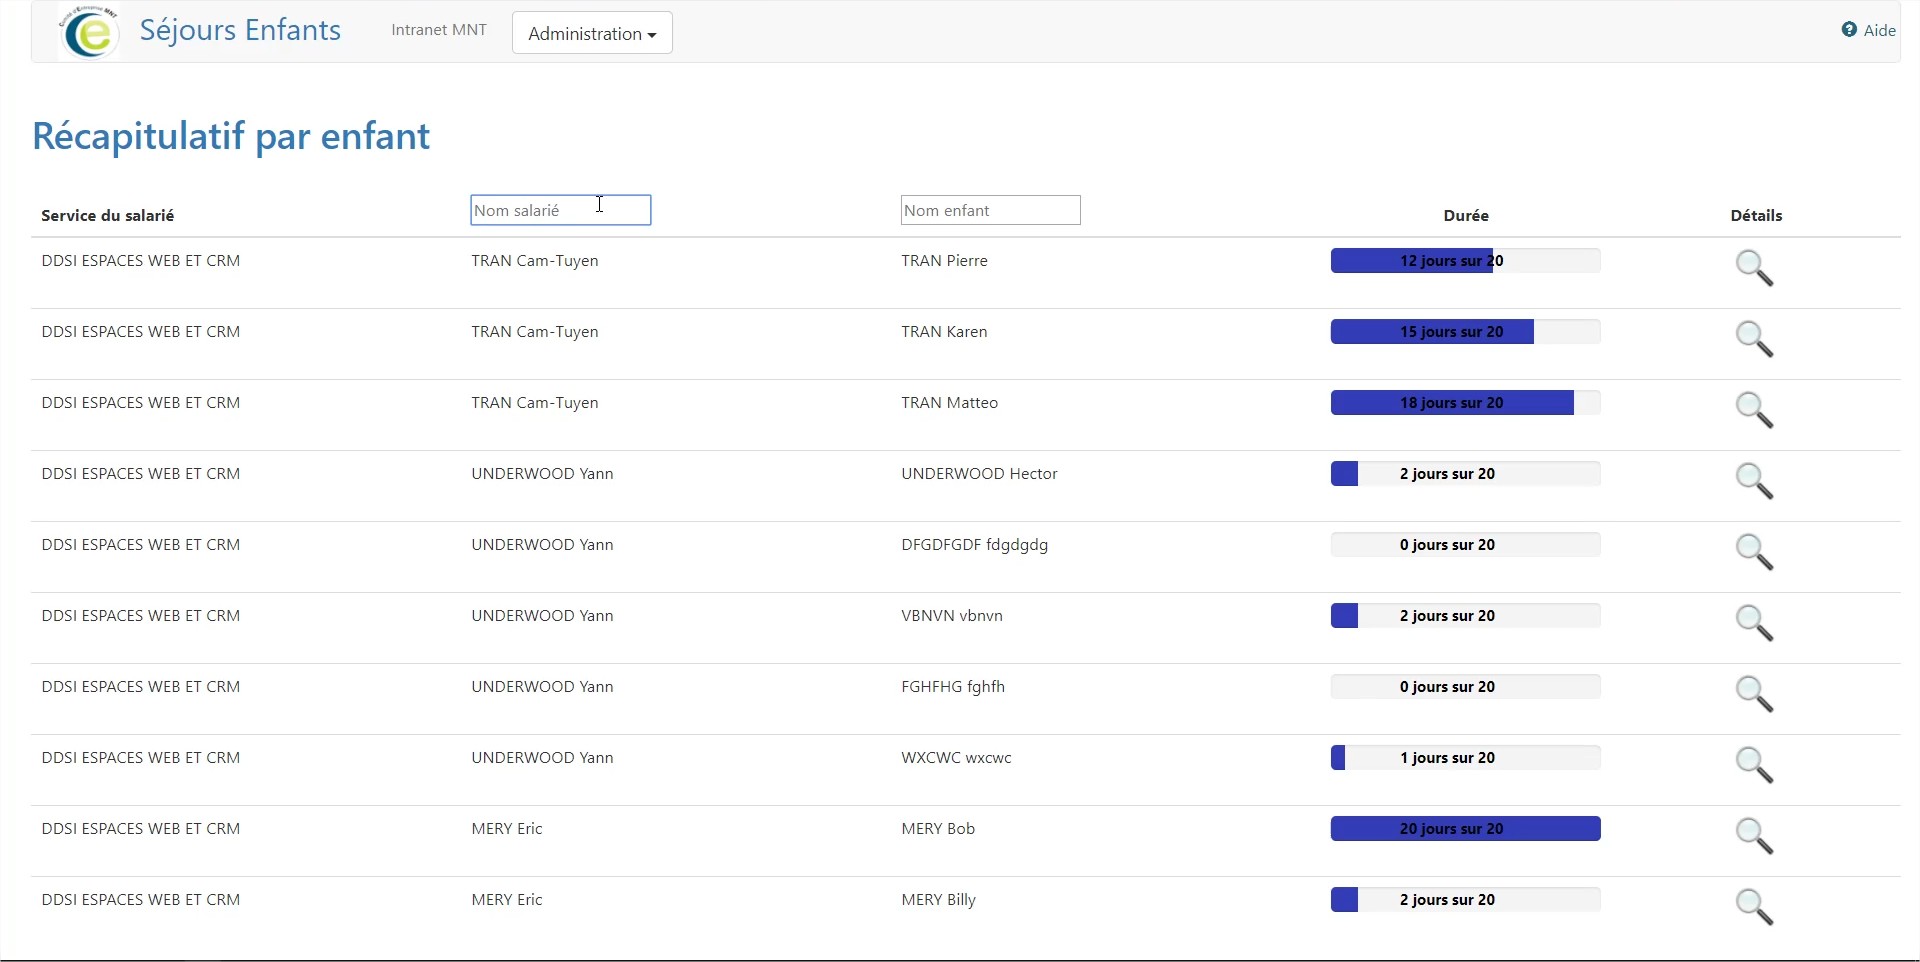 Comité d'Entreprise MNT
Séjours Enfants
Intranet MNT
Administration
Aide
Récapitulatif par enfant
Service du salarié Nom salarié Nom enfant Durée Détails
DDSI ESPACES WEB ET CRM TRAN Cam-Tuyen TRAN Pierre 12 jours sur 20
DDSI ESPACES WEB ET CRM TRAN Cam-Tuyen TRAN Karen 15 jours sur 20
DDSI ESPACES WEB ET CRM TRAN Cam-Tuyen TRAN Matteo 18 jours sur 20
DDSI ESPACES WEB ET CRM UNDERWOOD Yann UNDERWOOD Hector 2 jours sur 20
DDSI ESPACES WEB ET CRM UNDERWOOD Yann DFGDFGDF fdgdgdg 0 jours sur 20
DDSI ESPACES WEB ET CRM UNDERWOOD Yann VBNVN vbnvn 2 jours sur 20
DDSI ESPACES WEB ET CRM UNDERWOOD Yann FGHFHG fghfh 0 jours sur 20
DDSI ESPACES WEB ET CRM UNDERWOOD Yann WXCWC wxcwc 1 jours sur 20
DDSI ESPACES WEB ET CRM MERY Eric MERY Bob 20 jours sur 20
DDSI ESPACES WEB ET CRM MERY Eric MERY Billy 2 jours sur 20